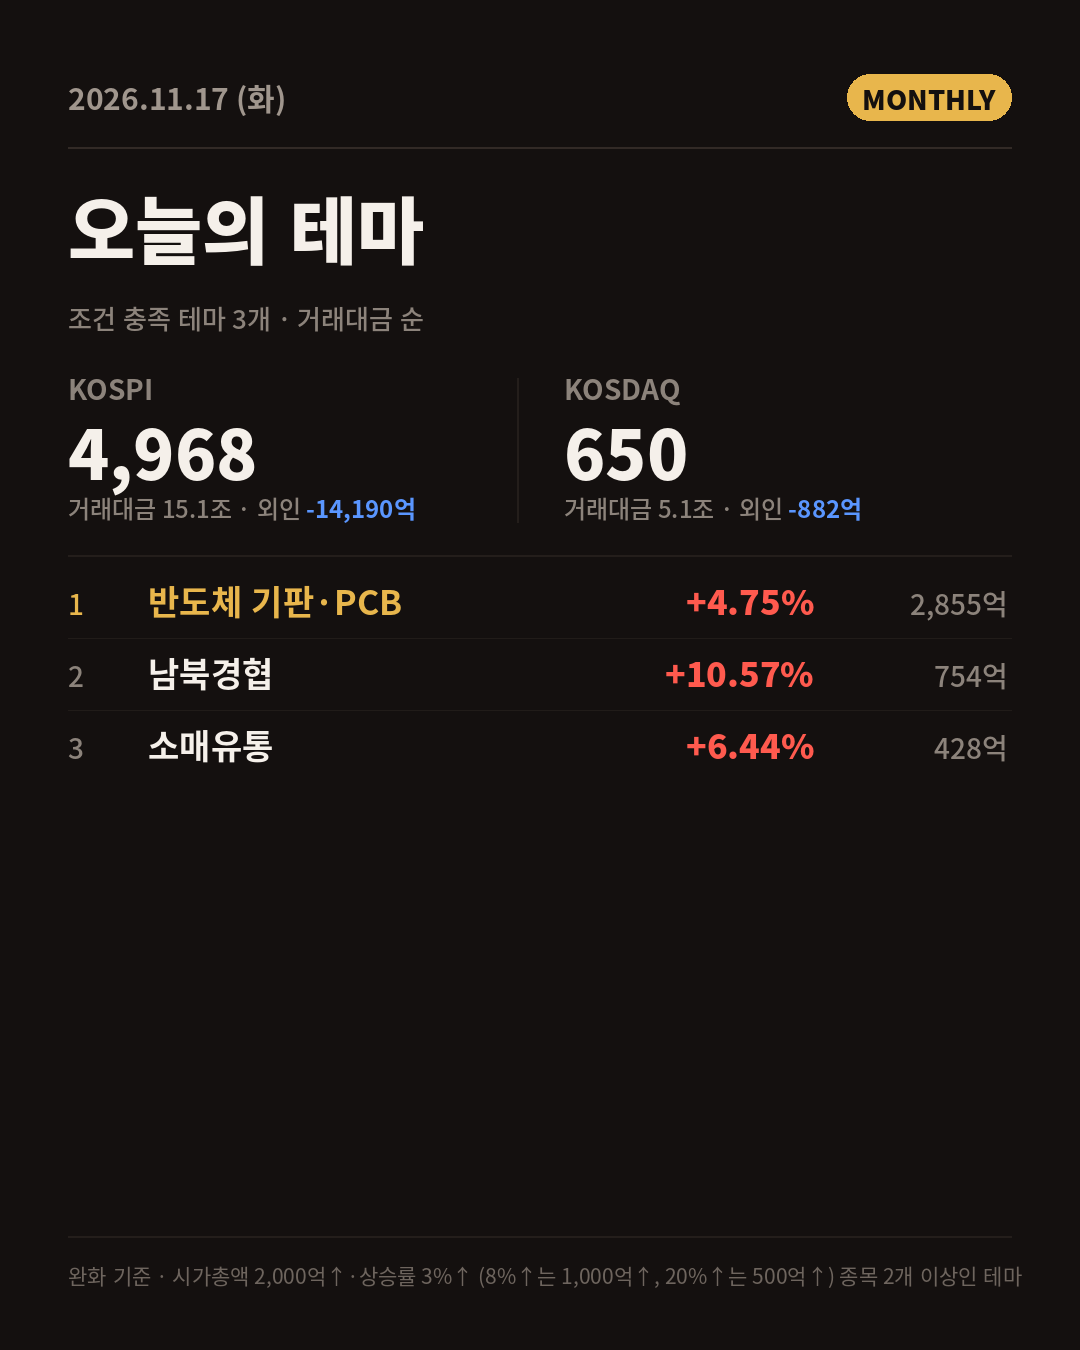 2026.11.17 (화)
MONTHLY
오늘의 테마
조건 충족 테마 3개 · 거래대금 순
KOSPI
4,968
거래대금 15.1조 · 외인 -14,190억
KOSDAQ
650
거래대금 5.1조 · 외인 -882억
1 반도체 기판·PCB +4.75% 2,855억
2 남북경협 +10.57% 754억
3 소매유통 +6.44% 428억
완화 기준 · 시가총액 2,000억↑·상승률 3%↑ (8%↑는 1,000억↑, 20%↑는 500억↑) 종목 2개 이상인 테마